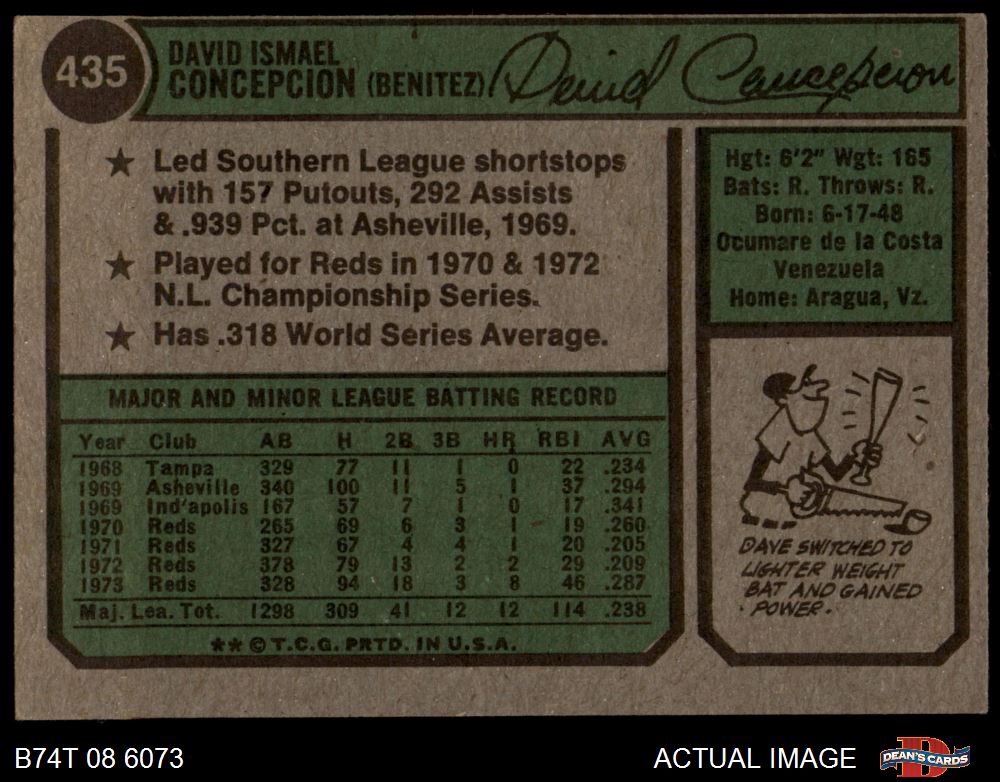 435
DAVID ISMAEL
CONCEPCION (BENITEZ)
David Concepcion
★ Led Southern League shortstops
with 157 Putouts, 292 Assists
& .939 Pct. at Asheville, 1969.
★ Played for Reds in 1970 & 1972
N.L. Championship Series.
★ Has .318 World Series Average.
Hgt: 6'2" Wgt: 165
Bats: R. Throws: R.
Born: 6-17-48
Ocumare de la Costa
Venezuela
Home: Aragua, Vz.
MAJOR AND MINOR LEAGUE BATTING RECORD
Year Club AB H 2B 3B HR RBI AVG
1968 Tampa 329 77 11 1 0 22 .234
1969 Asheville 340 100 11 5 1 37 .294
1969 Ind'apolis 167 57 7 1 0 17 .341
1970 Reds 265 69 6 3 1 19 .260
1971 Reds 327 67 4 4 1 20 .205
1972 Reds 378 79 13 2 2 29 .209
1973 Reds 328 94 18 3 8 46 .287
Maj. Lea. Tot. 1298 309 41 12 12 114 .238
** © T.C.G. PRTD. IN U.S.A.
DAVE SWITCHED TO
LIGHTER WEIGHT
BAT AND GAINED
POWER.
B74T 08 6073
ACTUAL IMAGE
D
DEAN'S CARDS